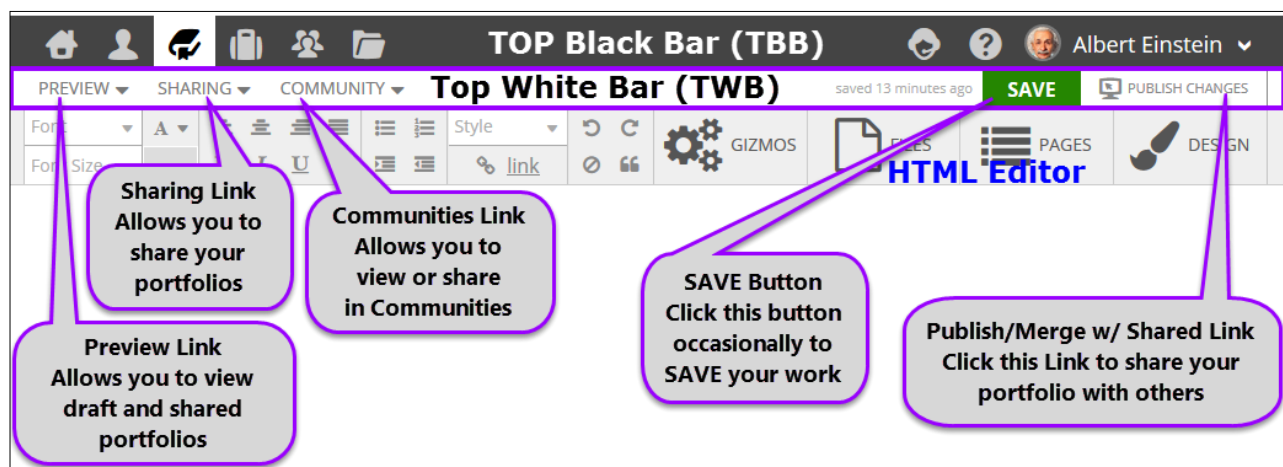 TOP Black Bar (TBB)
Albert Einstein
PREVIEW
SHARING
COMMUNITY
Top White Bar (TWB)
saved 13 minutes ago
SAVE
PUBLISH CHANGES
Font
A
Style
GIZMOS
FILES
PAGES
DESIGN
Font Size
U
link
HTML Editor
Sharing Link
Allows you to
share your
portfolios
Communities Link
Allows you to
view or share
in Communities
SAVE Button
Click this button
occasionally to
SAVE your work
Publish/Merge w/ Shared Link
Click this Link to share your
portfolio with others
Preview Link
Allows you to view
draft and shared
portfolios